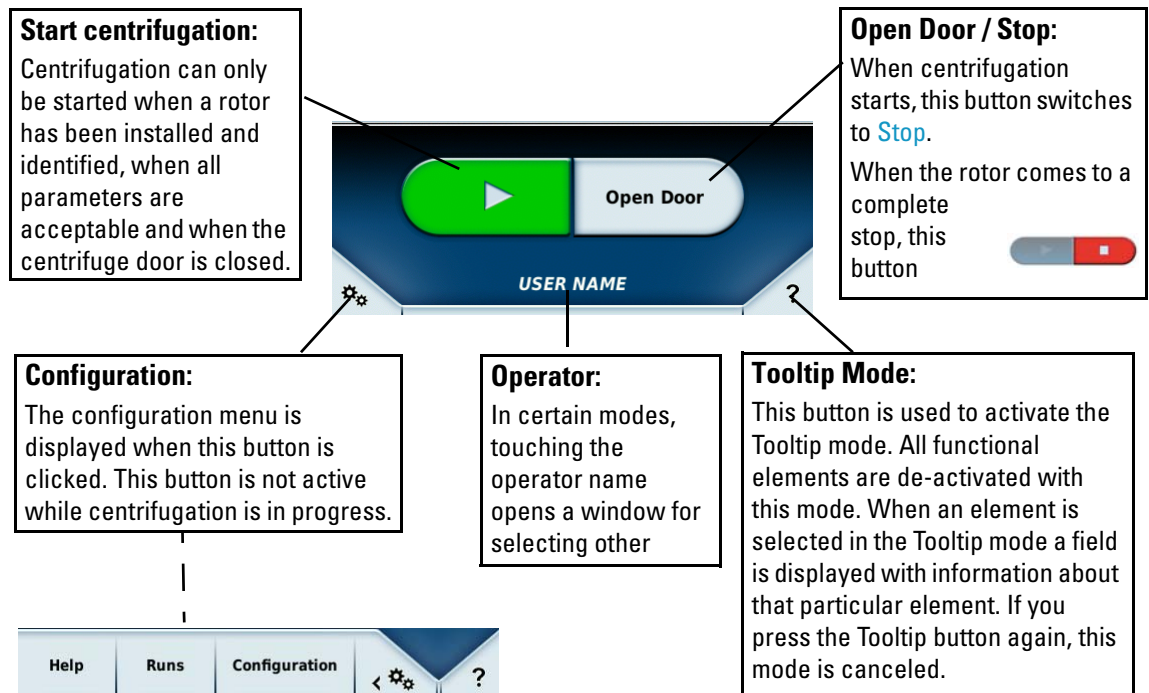 Start centrifugation:
Centrifugation can only
be started when a rotor
has been installed and
identified, when all
parameters are
acceptable and when the
centrifuge door is closed.
Open Door
USER NAME
?
Open Door / Stop:
When centrifugation
starts, this button switches
to Stop.
When the rotor comes to a
complete
stop, this
button
Configuration:
The configuration menu is
displayed when this button is
clicked. This button is not active
while centrifugation is in progress.
Operator:
In certain modes,
touching the
operator name
opens a window for
selecting other
Tooltip Mode:
This button is used to activate the
Tooltip mode. All functional
elements are de-activated with
this mode. When an element is
selected in the Tooltip mode a field
is displayed with information about
that particular element. If you
press the Tooltip button again, this
mode is canceled.
Help Runs Configuration < ?